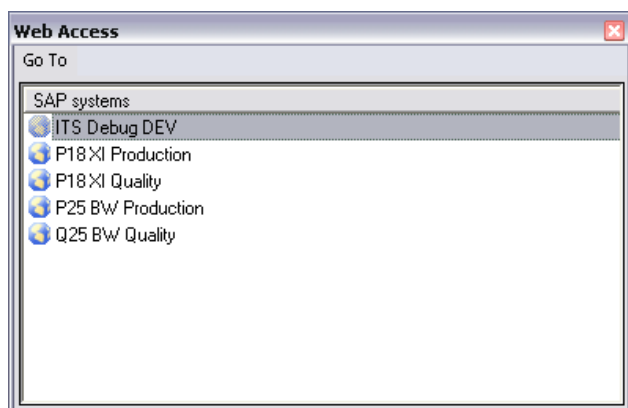 Web Access
Go To
SAP systems
ITS Debug DEV
P18 XI Production
P18 XI Quality
P25 BW Production
Q25 BW Quality